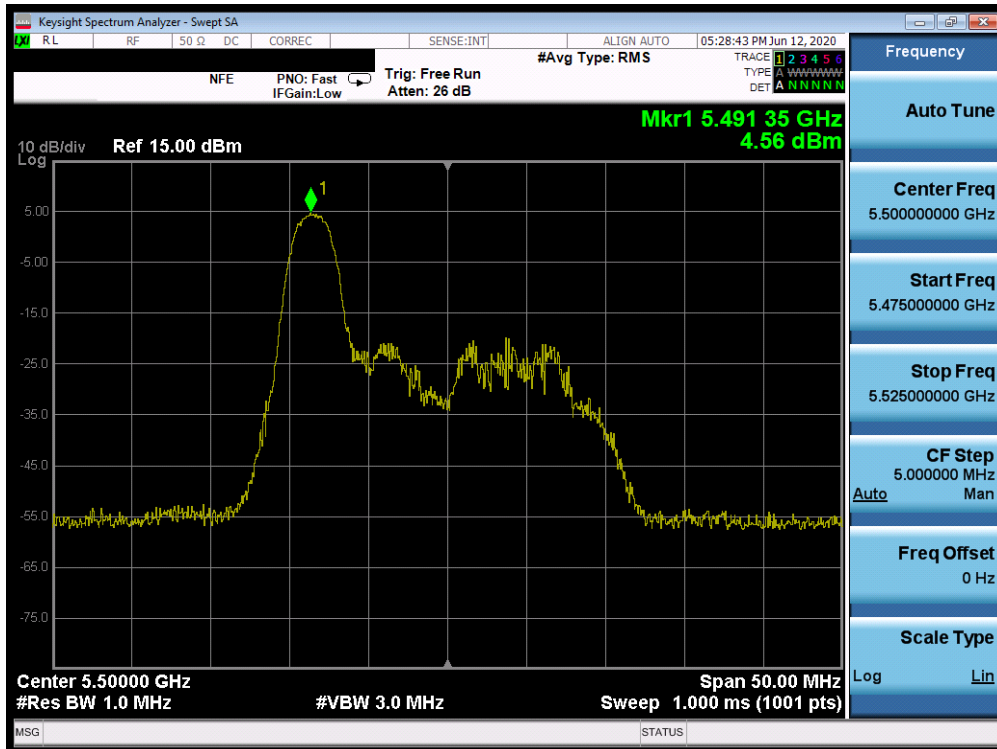 Keysight Spectrum Analyzer - Swept SA
LXI RL RF 50 Ω DC CORREC SENSE:INT ALIGN AUTO 05:28:43 PM Jun 12, 2020
#Avg Type: RMS TRACE 1 2 3 4 5 6
NFE PNO: Fast Trig: Free Run TYPE A WWWWW
IFGain:Low Atten: 26 dB DET A N N N N N
Mkr1 5.491 35 GHz
4.56 dBm
10 dB/div Ref 15.00 dBm
Log
1
5.00
-5.00
-15.0
-25.0
-35.0
-45.0
-55.0
-65.0
-75.0
Center 5.50000 GHz Span 50.00 MHz
#Res BW 1.0 MHz #VBW 3.0 MHz Sweep 1.000 ms (1001 pts)
MSG STATUS
Frequency
Auto Tune
Center Freq
5.500000000 GHz
Start Freq
5.475000000 GHz
Stop Freq
5.525000000 GHz
CF Step
5.000000 MHz
Auto Man
Freq Offset
0 Hz
Scale Type
Log Lin